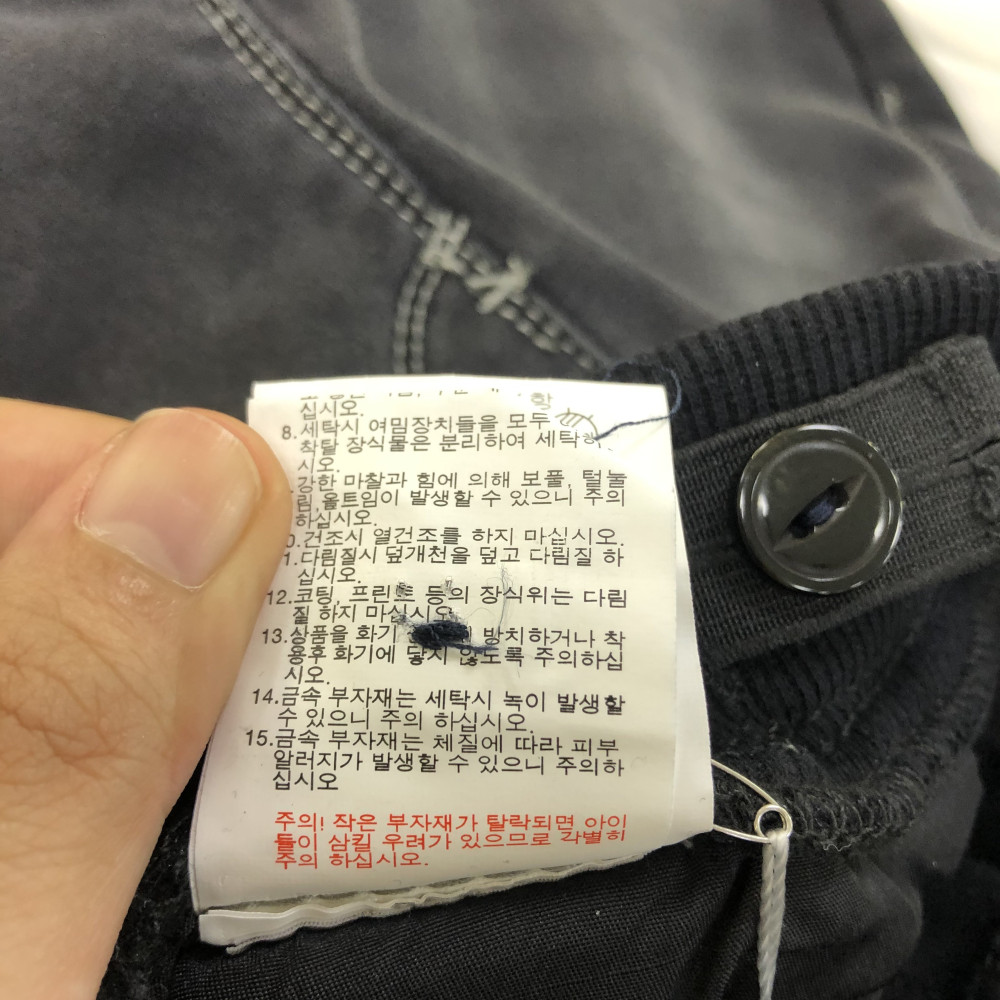 십시오.
8.세탁시 여밈장치들을 모두
착탈 장식물은 분리하여 세탁
시오.
강한 마찰과 힘에 의해 보풀, 털눌
림,올트임이 발생할 수 있으니 주의
하십시오.
0.건조시 열건조를 하지 마십시오.
1.다림질시 덮개천을 덮고 다림질 하
십시오.
12.코팅, 프린트 등의 장식위는 다림
질 하지 마십시오
13.상품을 화기 방치하거나 착
용후 화기에 닿지 않도록 주의하십
시오.
14.금속 부자재는 세탁시 녹이 발생할
수 있으니 주의 하십시오.
15.금속 부자재는 체질에 따라 피부
알러지가 발생할 수 있으니 주의하
십시오
주의! 작은 부자재가 탈락되면 아이
들이 삼킬 우려가 있으므로 각별히
주의 하십시오.